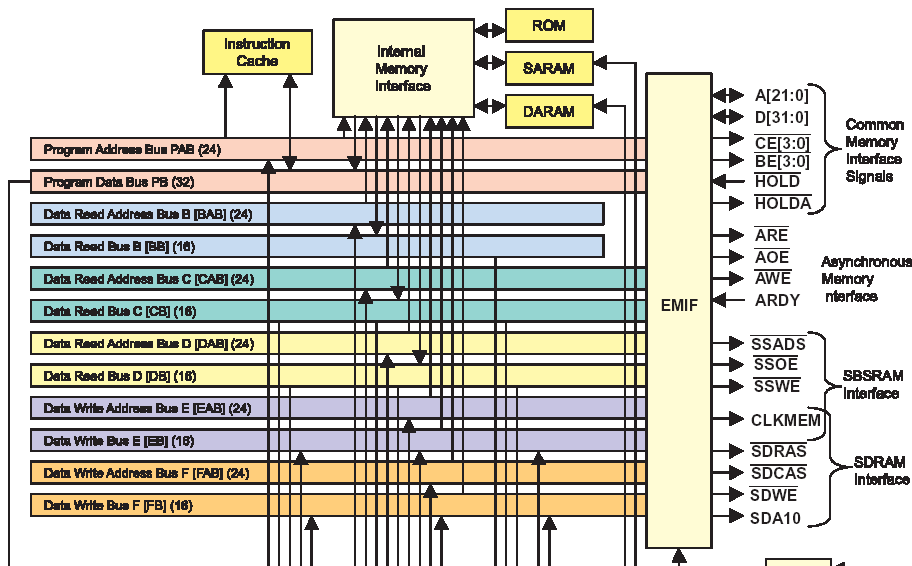 Instruction
Cache
Internal
Memory
Interface
ROM
SARAM
DARAM
Program Address Bus PAB (24)
Program Data Bus PB (32)
Data Read Address Bus B [BAB] (24)
Data Read Bus B [BB] (16)
Data Read Address Bus C [CAB] (24)
Data Read Bus C [CB] (16)
Data Read Address Bus D [DAB] (24)
Data Read Bus D [DB] (16)
Data Write Address Bus E [EAB] (24)
Data Write Bus E [EB] (16)
Data Write Address Bus F [FAB] (24)
Data Write Bus F [FB] (16)
EMIF
A[21:0]
D[31:0]
CE[3:0]
BE[3:0]
HOLD
HOLDA
Common
Memory
Interface
Signals
ARE
AOE
AWE
ARDY
Asynchronous
Memory
nterface
SSADS
SSOE
SSWE
SBSRAM
Interface
CLKMEM
SDRAS
SDCAS
SDWE
SDA10
SDRAM
Interface